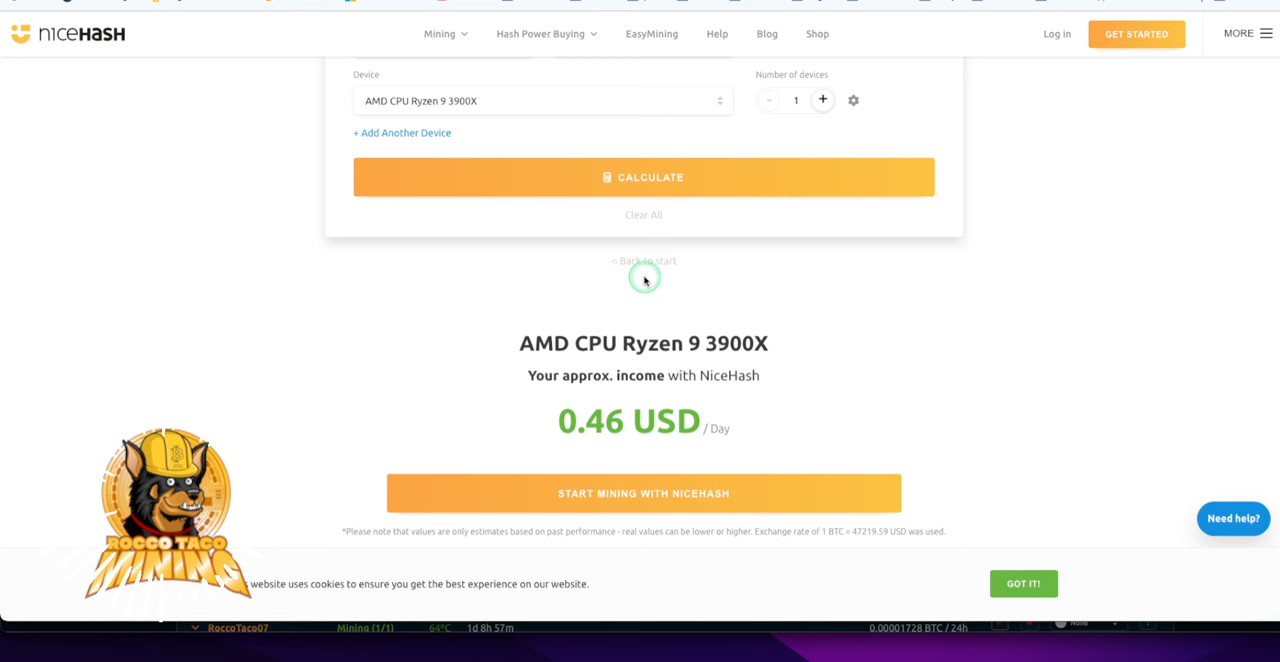 niceHASH
Mining
Hash Power Buying
EasyMining
Help
Blog
Shop
Log in
GET STARTED
MORE
Device
Number of devices
AMD CPU Ryzen 9 3900X
- 1 +
+ Add Another Device
CALCULATE
Clear All
Back to start
AMD CPU Ryzen 9 3900X
Your approx. income with NiceHash
0.46 USD / Day
START MINING WITH NICEHASH
*Please note that values are only estimates based on past performance - real values can be lower or higher. Exchange rate of 1 BTC = 47219.59 USD was used.
Need help?
ROCCO TACO
MINING
website uses cookies to ensure you get the best experience on our website.
GOT IT!
RoccoTaco07 Mining (1/1) 64°C 1d 8h 57m 0.00001728 BTC / 24h None